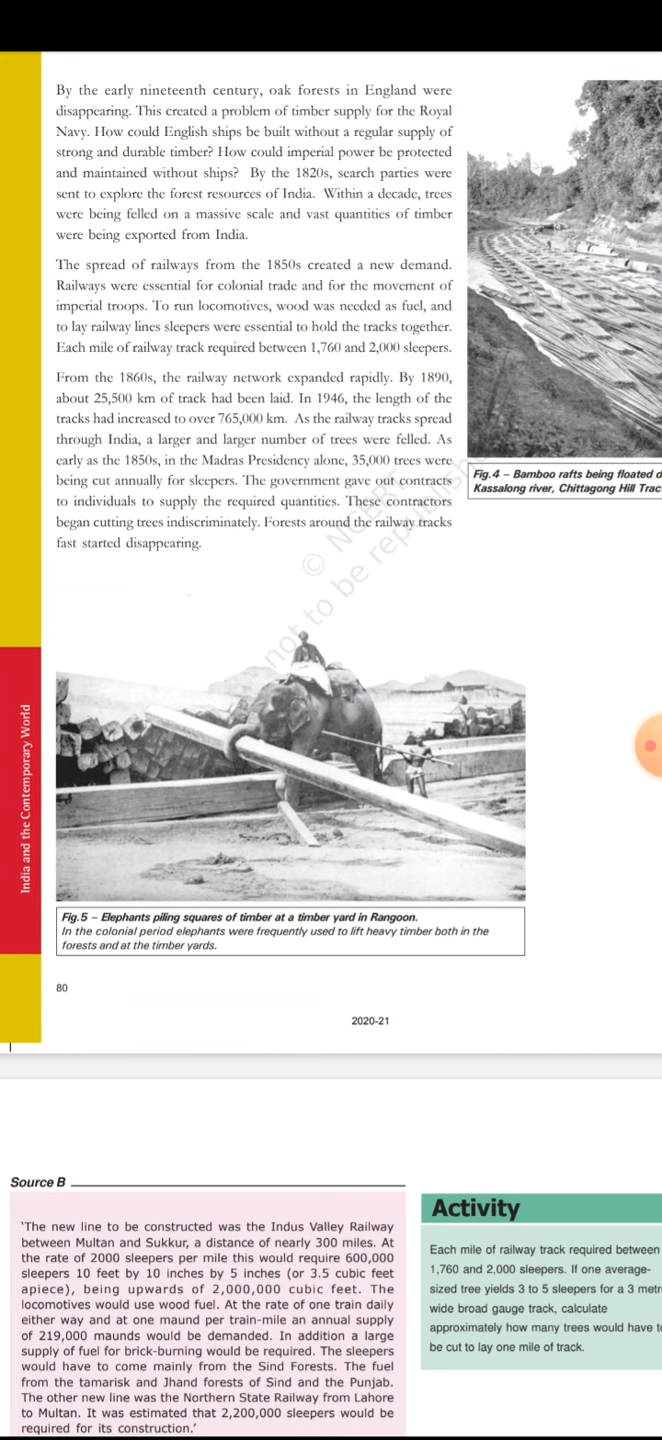 By the early nineteenth century, oak forests in England were
disappearing. This created a problem of timber supply for the Royal
Navy. How could English ships be built without a regular supply of
strong and durable timber? How could imperial power be protected
and maintained without ships? By the 1820s, search parties were
sent to explore the forest resources of India. Within a decade, trees
were being felled on a massive scale and vast quantities of timber
were being exported from India.
The spread of railways from the 1850s created a new demand.
Railways were essential for colonial trade and for the movement of
imperial troops. To run locomotives, wood was needed as fuel, and
to lay railway lines sleepers were essential to hold the tracks together.
Each mile of railway track required between 1,760 and 2,000 sleepers.
From the 1860s, the railway network expanded rapidly. By 1890,
about 25,500 km of track had been laid. In 1946, the length of the
tracks had increased to over 765,000 km. As the railway tracks spread
through India, a larger and larger number of trees were felled. As
early as the 1850s, in the Madras Presidency alone, 35,000 trees were
being cut annually for sleepers. The government gave out contracts
to individuals to supply the required quantities. These contractors
began cutting trees indiscriminately. Forests around the railway tracks
fast started disappearing.
Fig.4 – Bamboo rafts being floated
Kassalong river, Chittagong Hill
© NCERT
not to be
India and the Contemporary World
Fig.5 – Elephants piling squares of timber at a timber yard in Rangoon.
In the colonial period elephants were frequently used to lift heavy timber both in the
forests and at the timber yards.
80
2020-21
Source B
'The new line to be constructed was the Indus Valley Railway
between Multan and Sukkur, a distance of nearly 300 miles. At
the rate of 2000 sleepers per mile this would require 600,000
sleepers 10 feet by 10 inches by 5 inches (or 3.5 cubic feet
apiece), being upwards of 2,000,000 cubic feet. The
locomotives would use wood fuel. At the rate of one train daily
either way and at one maund per train-mile an annual supply
of 219,000 maunds would be demanded. In addition a large
supply of fuel for brick-burning would be required. The sleepers
would have to come mainly from the Sind Forests. The fuel
from the tamarisk and Jhand forests of Sind and the Punjab.
The other new line was the Northern State Railway from Lahore
to Multan. It was estimated that 2,200,000 sleepers would be
required for its construction.'
Activity
Each mile of railway track required between
1,760 and 2,000 sleepers. If one average-
sized tree yields 3 to 5 sleepers for a 3
wide broad gauge track, calculate
approximately how many trees would have
be cut to lay one mile of track.